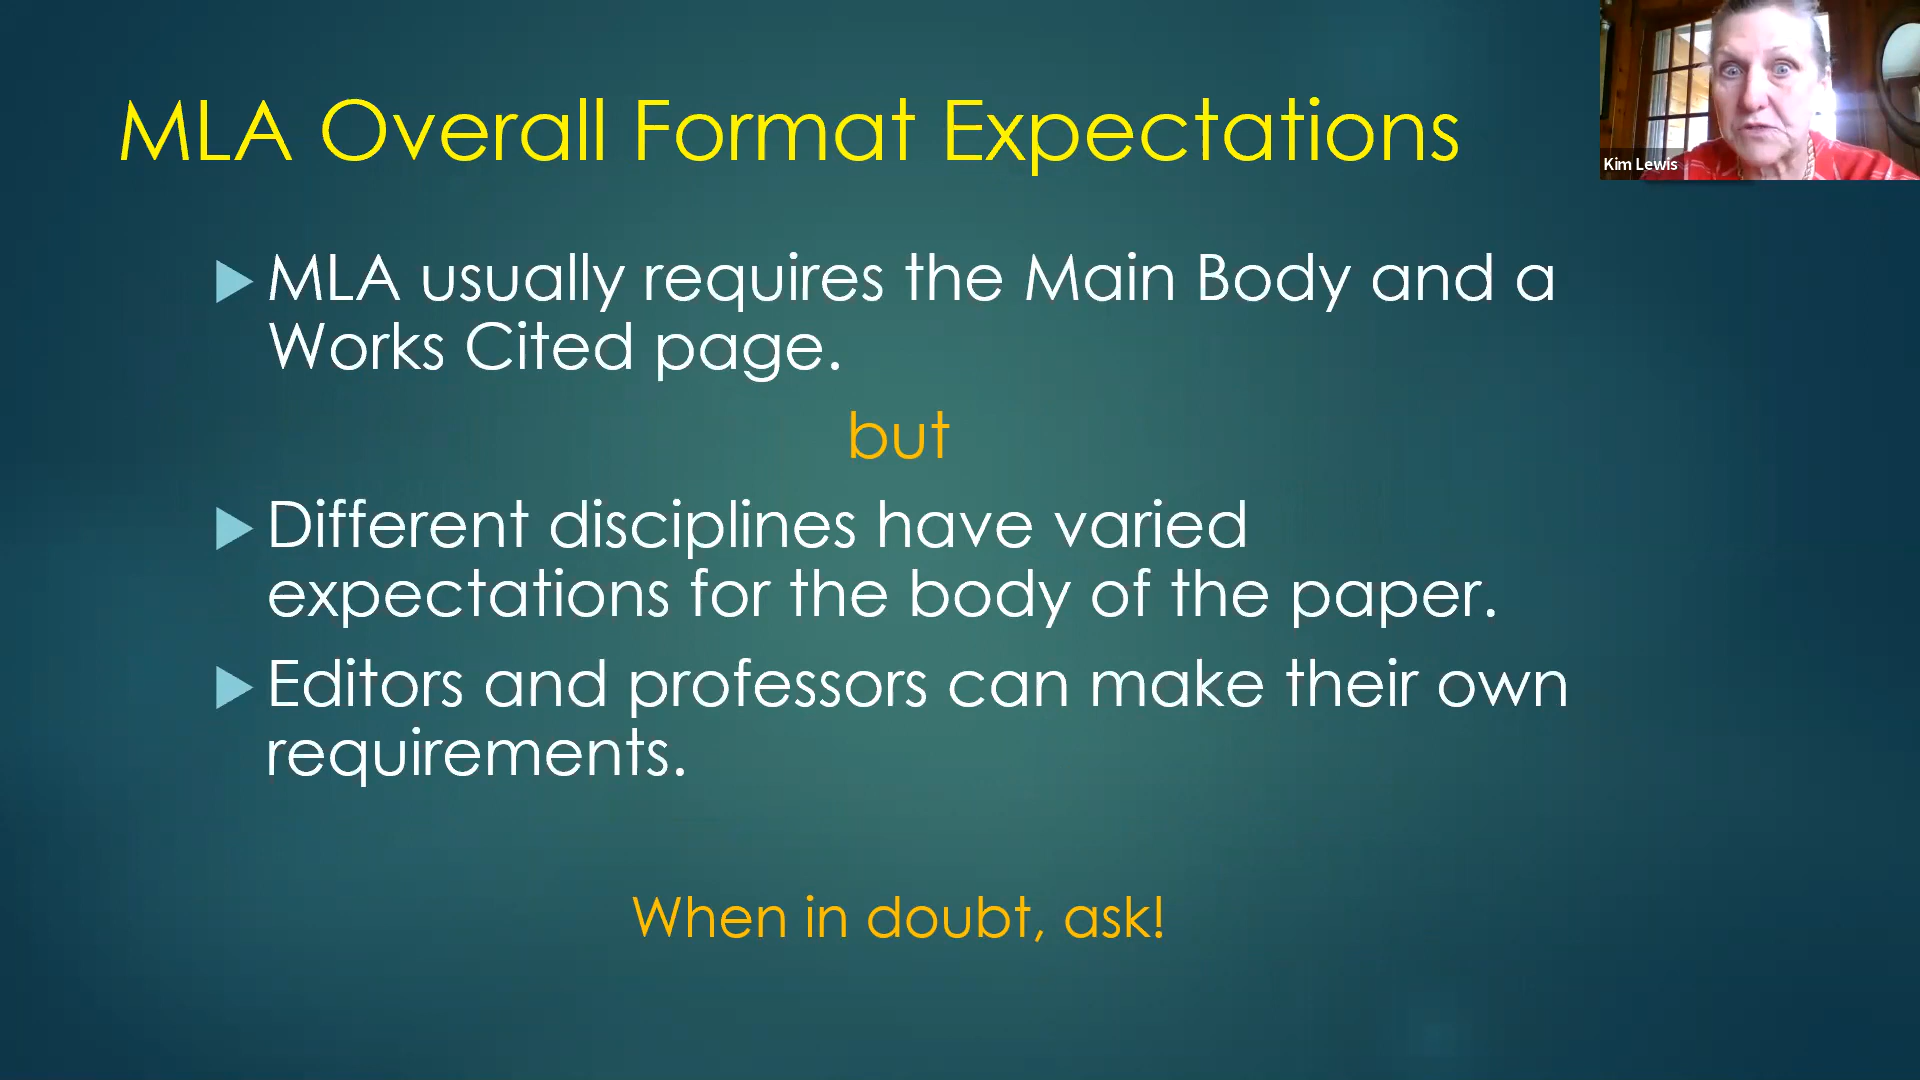 MLA Overall Format Expectations
Kim Lewis
MLA usually requires the Main Body and a
Works Cited page.
but
Different disciplines have varied
expectations for the body of the paper.
Editors and professors can make their own
requirements.
When in doubt, ask!